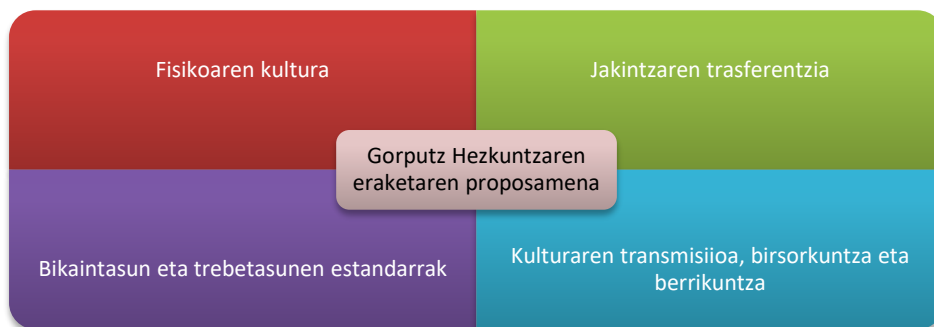 Fisikoaren kultura
Jakintzaren trasferentzia
Gorputz Hezkuntzaren
eraketaren proposamena
Bikaintasun eta trebetasunen estandarrak
Kulturaren transmisiioa, birsorkuntza eta
berrikuntza